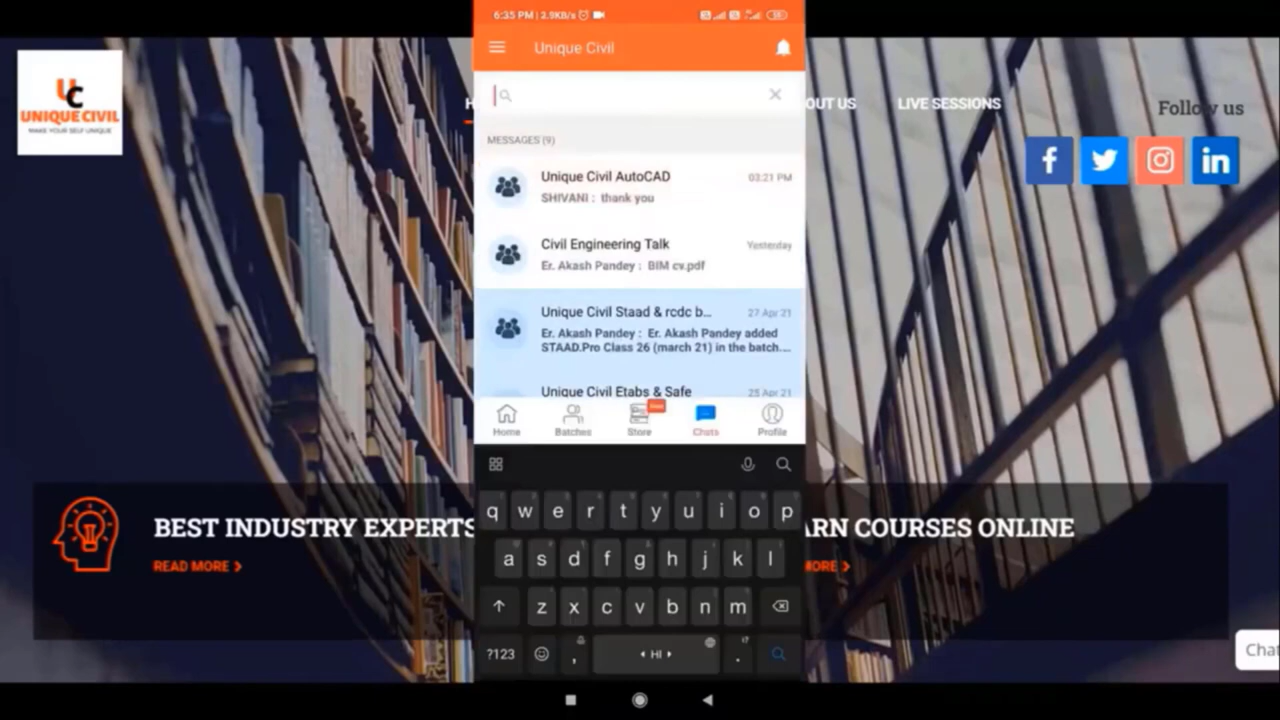 6:35 PM | 3.9KB/s
Unique Civil
UC
UNIQUE CIVIL
MAKE YOUR SELF UNIQUE
H
OUT US
LIVE SESSIONS
Follow us
MESSAGES (9)
Unique Civil AutoCAD
03:21 PM
SHIVANI : thank you
Civil Engineering Talk
Yesterday
Er. Akash Pandey : BIM cv.pdf
Unique Civil Staad & rcdc b...
27 Apr 21
Er. Akash Pandey : Er. Akash Pandey added
STAAD.Pro Class 26 (march 21) in the batch....
Unique Civil Etabs & Safe
25 Apr 21
Home
Batches
Store
Chats
Profile
BEST INDUSTRY EXPERTS
READ MORE
ARN COURSES ONLINE
MORE
q w e r t y u i o p
a s d f g h j k l
z x c v b n m
?123 , HI .
Chat